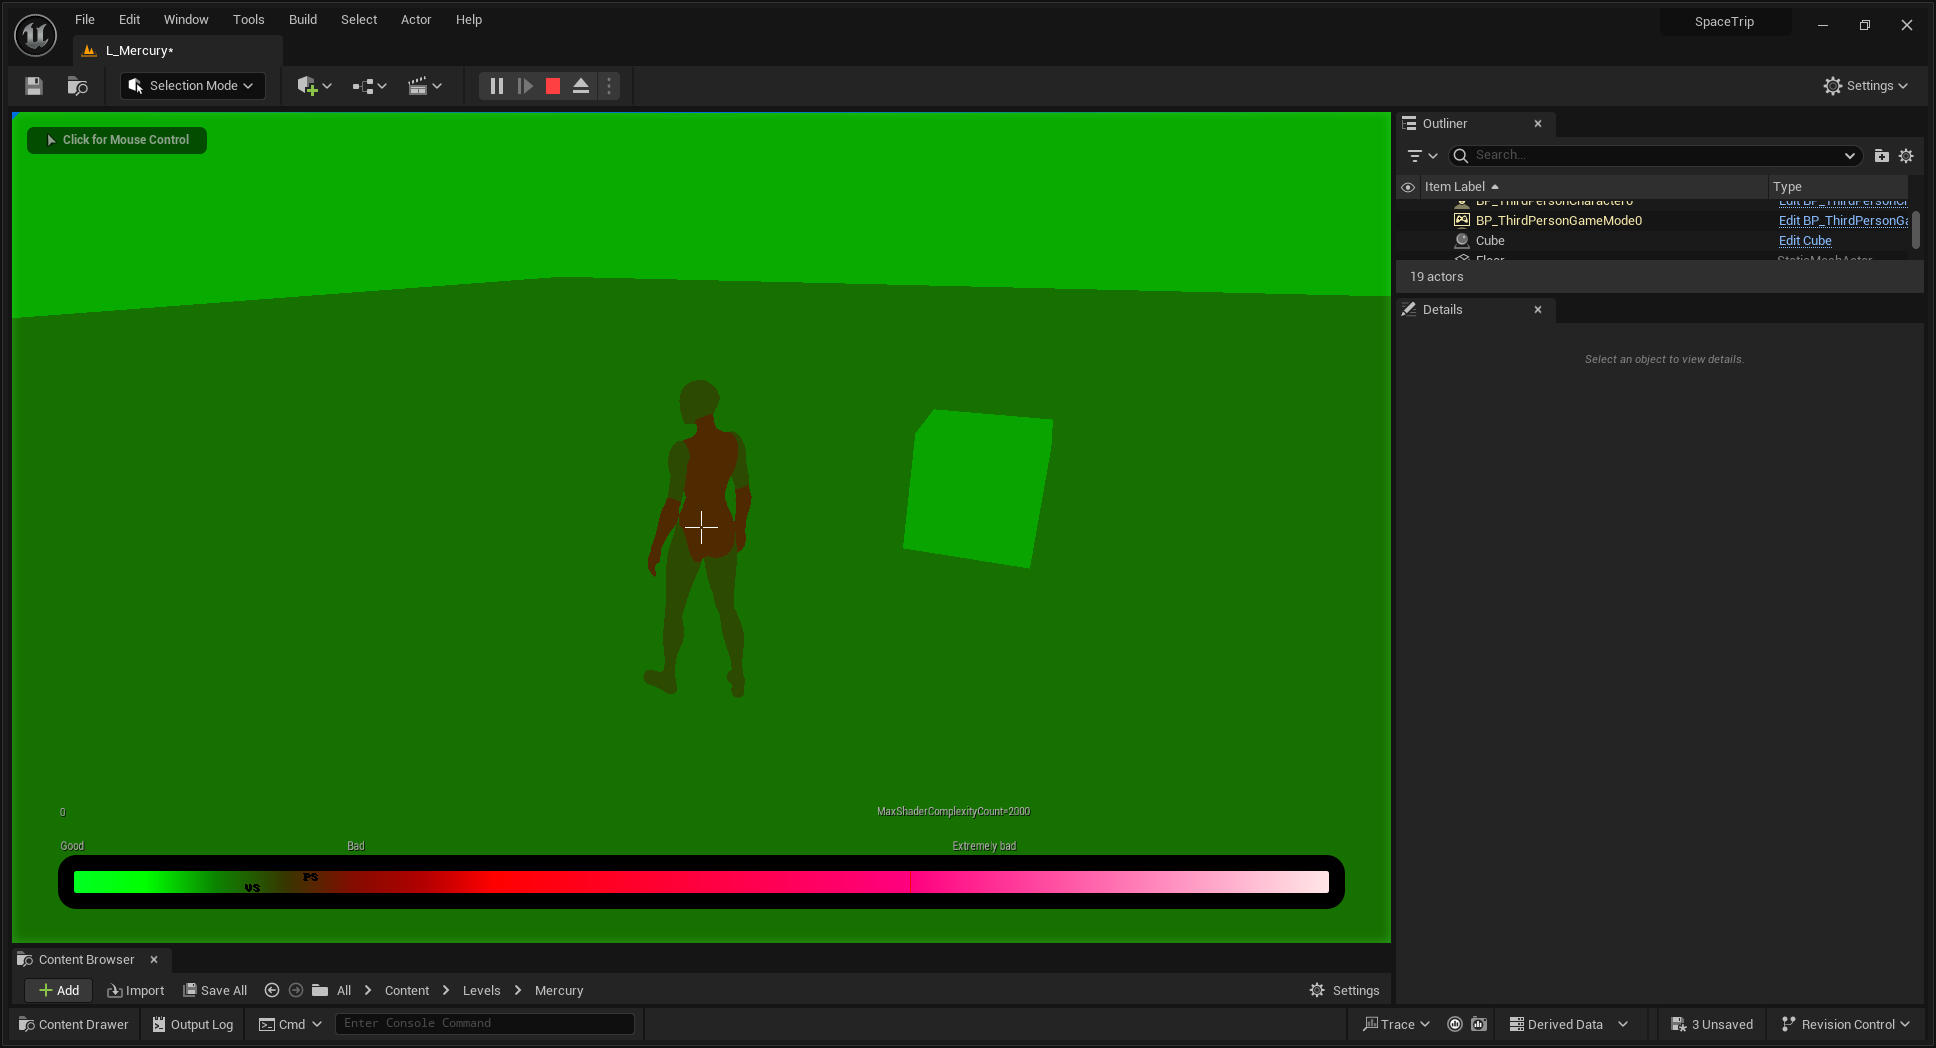 File Edit Window Tools Build Select Actor Help
SpaceTrip
L_Mercury*
Selection Mode
Settings
Click for Mouse Control
Outliner
Search...
Item Label Type
BP_ThirdPersonCharacter0 Edit BP_ThirdPersonCh
BP_ThirdPersonGameMode0 Edit BP_ThirdPersonGa
Cube Edit Cube
Floor StaticMeshActor
19 actors
Details
Select an object to view details.
0 MaxShaderComplexityCount=2000
Good Bad Extremely bad
VS PS
Content Browser
Add Import Save All All Content Levels Mercury Settings
Content Drawer Output Log Cmd Enter Console Command Trace Derived Data 3 Unsaved Revision Control